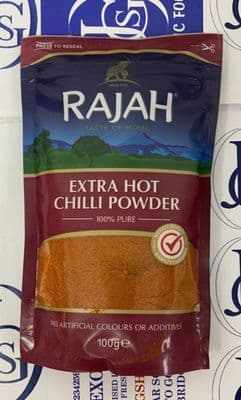 PRESS TO RESEAL
RAJAH
TASTE OF HOME
EXTRA HOT
CHILLI POWDER
100% PURE
NO ARTIFICIAL COLOURS OR ADDITIVES
100g℮